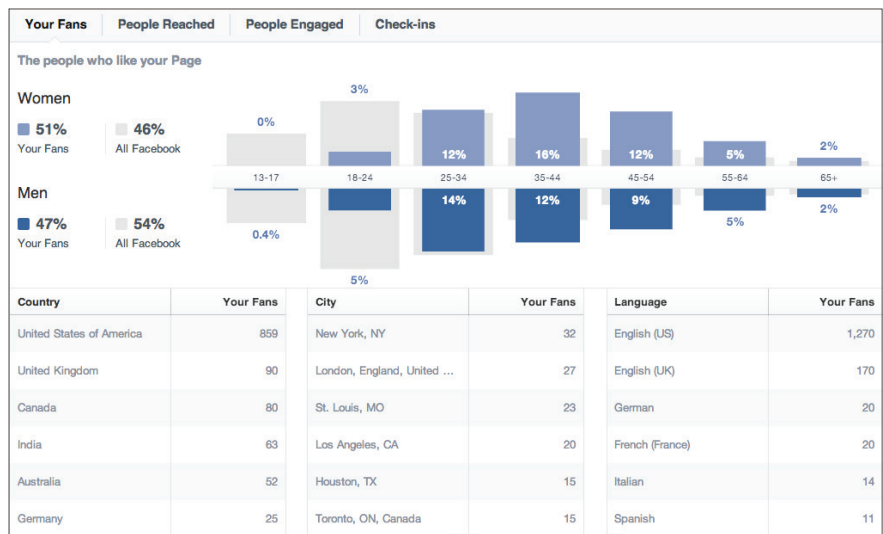 Your Fans People Reached People Engaged Check-ins
The people who like your Page
Women
51% 46%
Your Fans All Facebook
0% 3% 12% 16% 12% 5% 2%
13-17 18-24 25-34 35-44 45-54 55-64 65+
Men
47% 54%
Your Fans All Facebook
0.4% 5% 14% 12% 9% 5% 2%
Country Your Fans City Your Fans Language Your Fans
United States of America 859 New York, NY 32 English (US) 1,270
United Kingdom 90 London, England, United ... 27 English (UK) 170
Canada 80 St. Louis, MO 23 German 20
India 63 Los Angeles, CA 20 French (France) 20
Australia 52 Houston, TX 15 Italian 14
Germany 25 Toronto, ON, Canada 15 Spanish 11